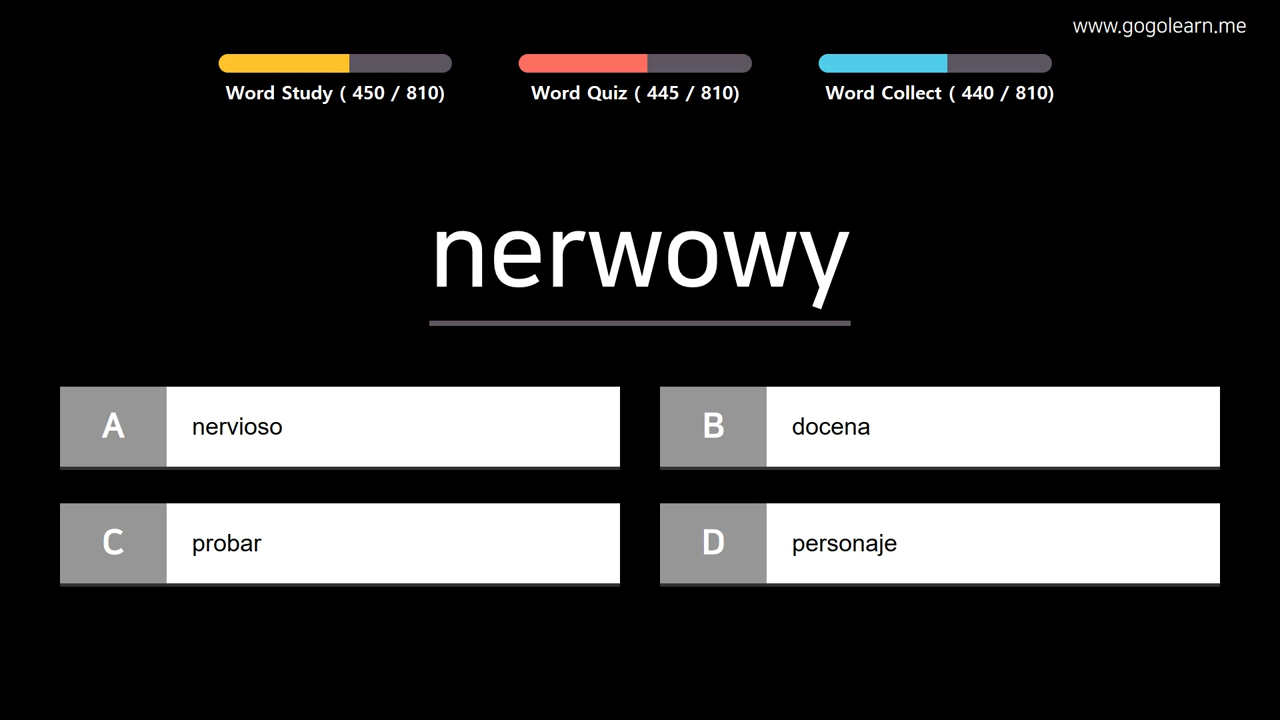 www.gogolearn.me
Word Study ( 450 / 810)
Word Quiz ( 445 / 810)
Word Collect ( 440 / 810)
nerwowy
A nervioso
B docena
C probar
D personaje